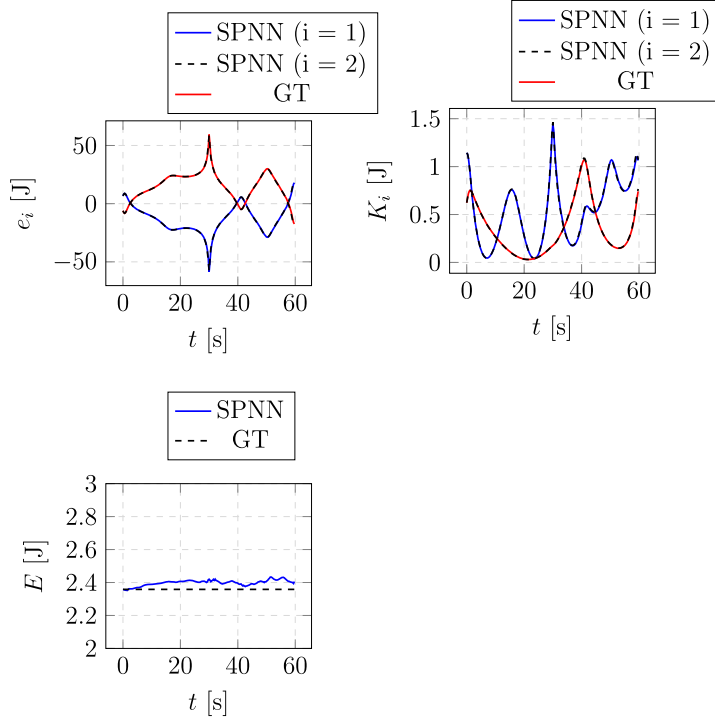 SPNN (i = 1)
SPNN (i = 2)
GT
50
0
−50
e_i [J]
0 20 40 60
t [s]
SPNN (i = 1)
SPNN (i = 2)
GT
1.5
1
0.5
0
K_i [J]
0 20 40 60
t [s]
SPNN
GT
3
2.8
2.6
2.4
2.2
2
E [J]
0 20 40 60
t [s]